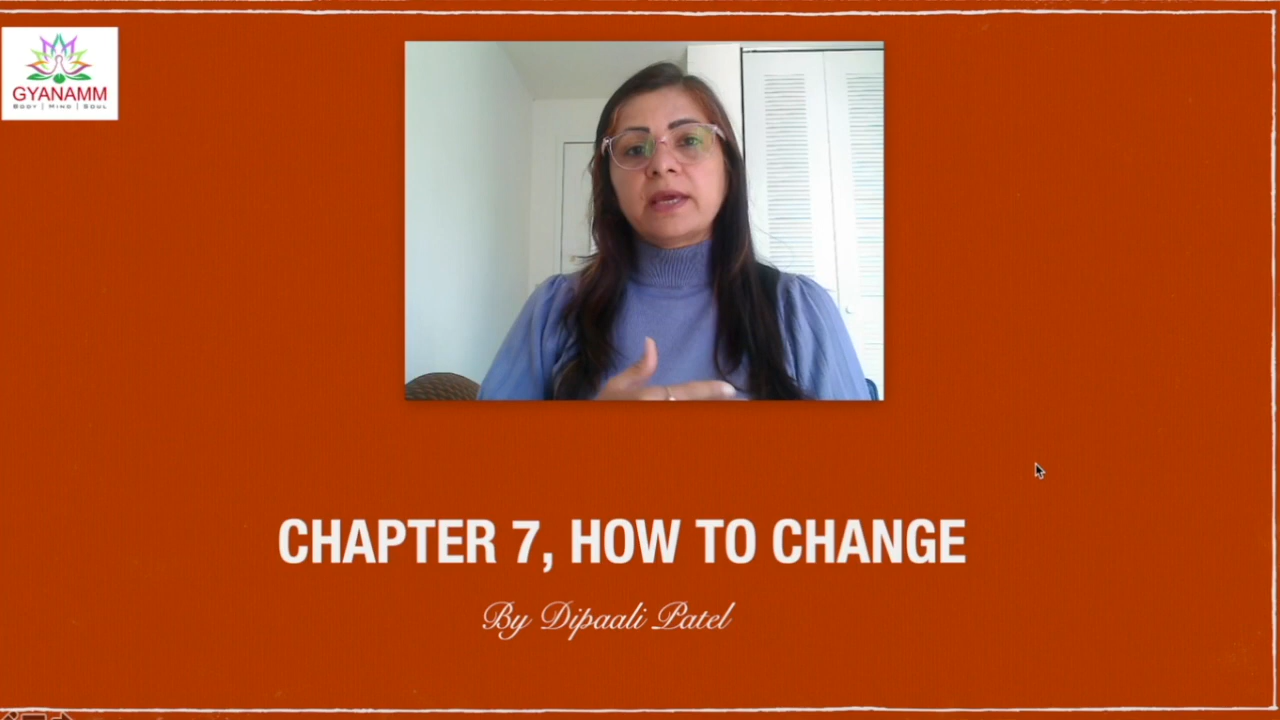 GYANAMM
BODY | MIND | SOUL
CHAPTER 7, HOW TO CHANGE
By Dipaali Patel